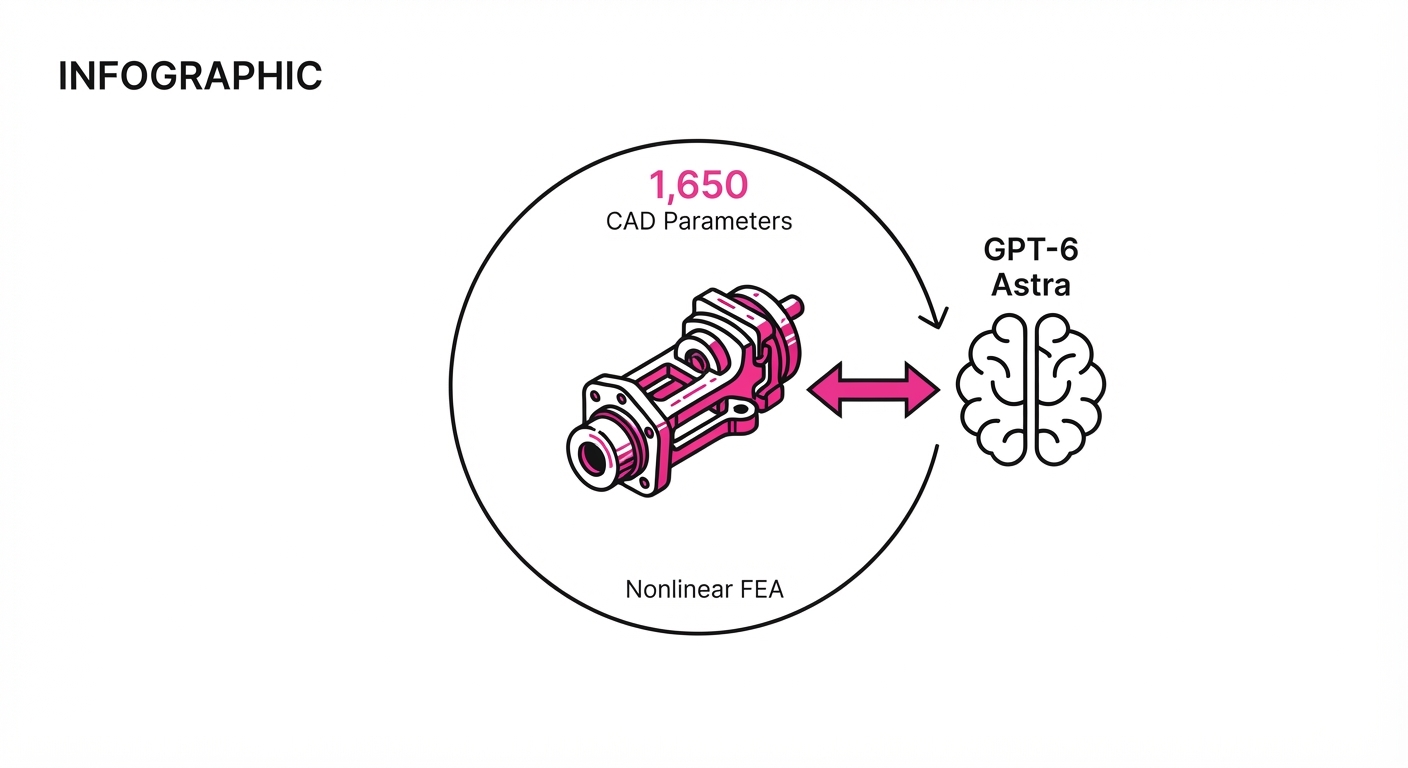 INFOGRAPHIC
1,650
CAD Parameters
GPT-6
Astra
Nonlinear FEA